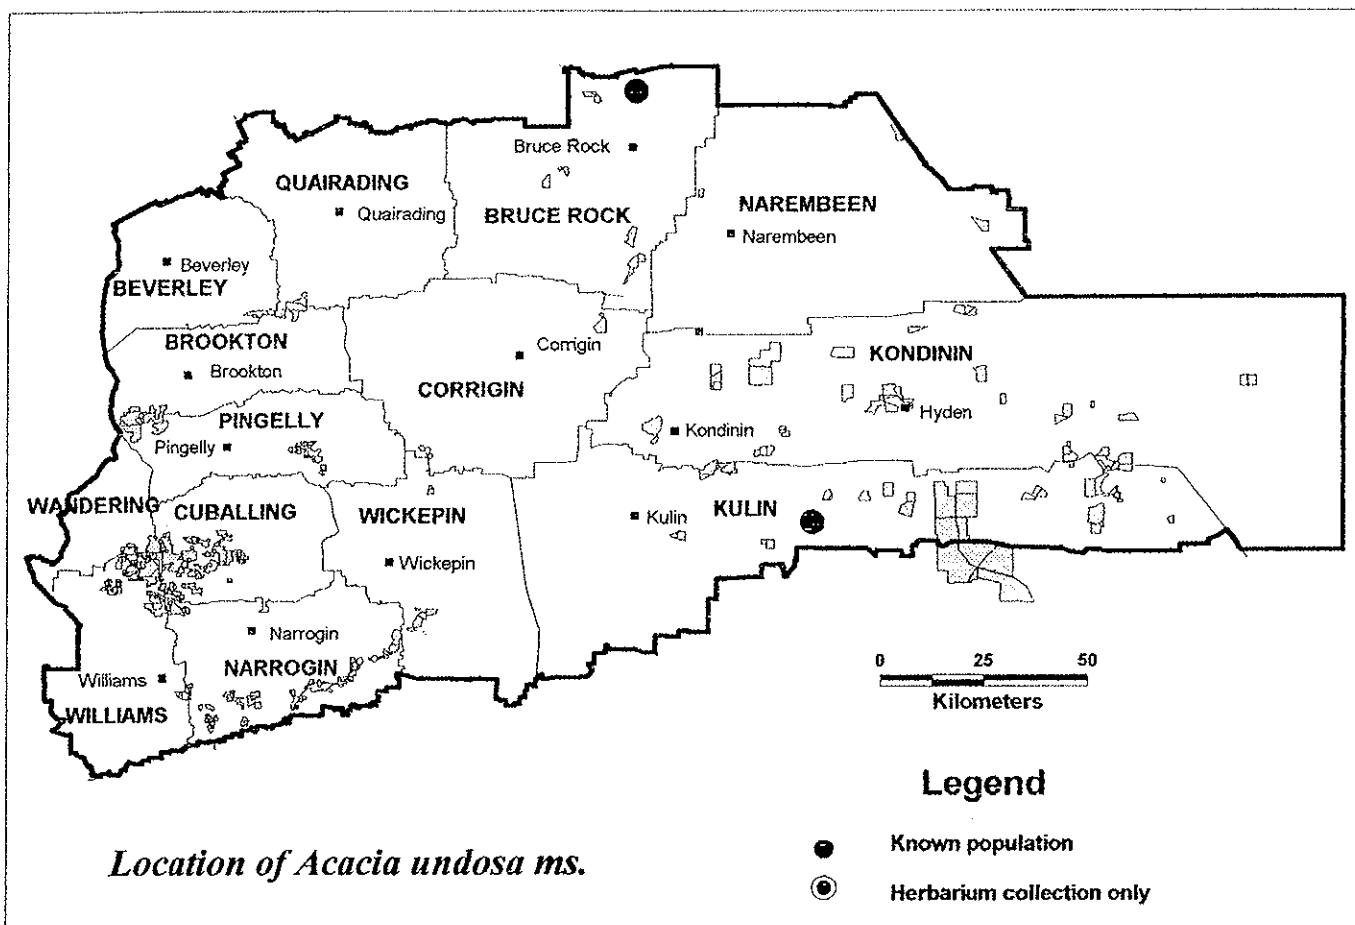 Bruce Rock
QUAIRADING
Quairading
BRUCE ROCK
NAREMBEEN
Narembeen
Beverley
BEVERLEY
BROOKTON
Brookton
Corrigin
CORRIGIN
KONDININ
Hyden
Kondinin
PINGELLY
Pingelly
WANDERING
CUBALLING
WICKEPIN
Wickepin
Kulin
KULIN
Narrogin
NARROGIN
Williams
WILLIAMS
0 25 50
Kilometers
Legend
Known population
Herbarium collection only
Location of Acacia undosa ms.